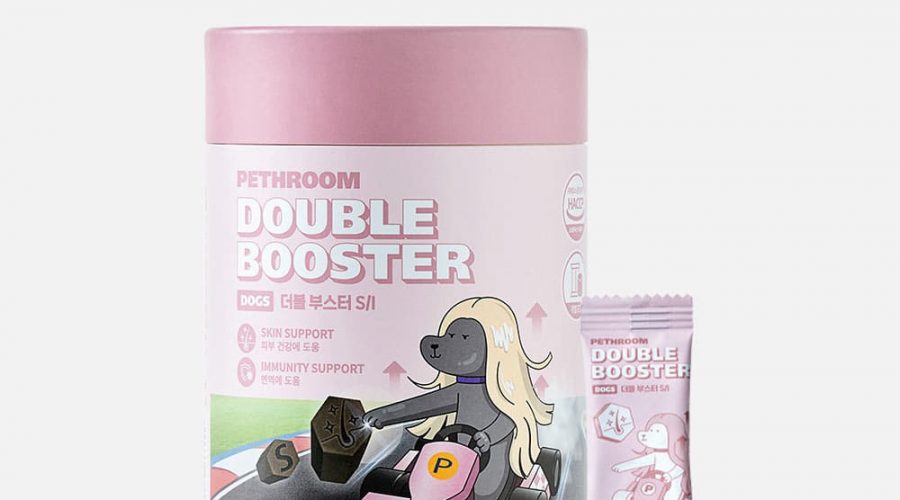 PETHROOM
DOUBLE
BOOSTER
DOGS 더블 부스터 S/I
SKIN SUPPORT
피부 건강에 도움
IMMUNITY SUPPORT
면역에 도움
HACCP
S
P
PETHROOM
DOUBLE
BOOSTER
DOGS 더블 부스터 S/I